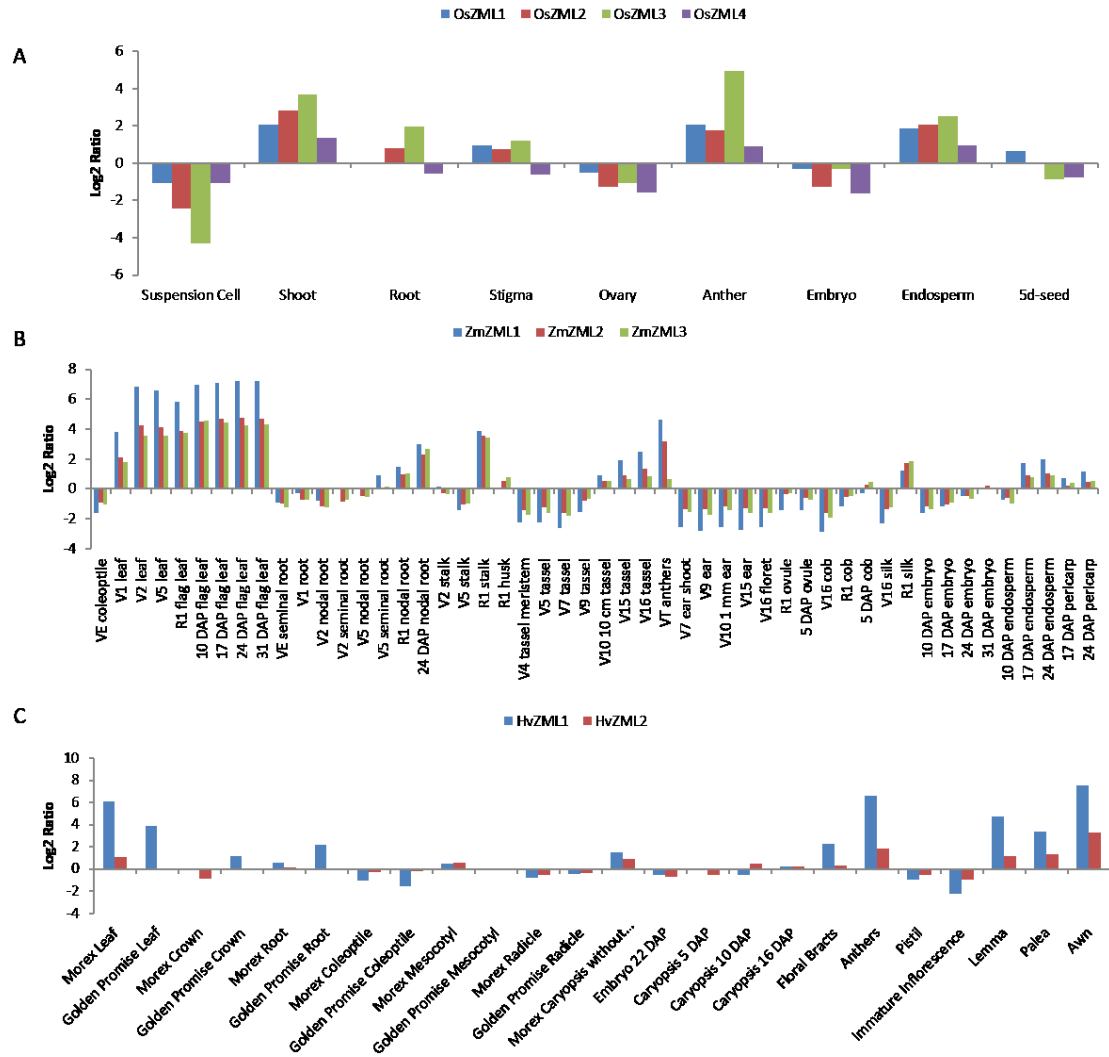 OsZML1 OsZML2 OsZML3 OsZML4
A
6
4
2
0
-2
-4
-6
Log2 Ratio
Suspension Cell Shoot Root Stigma Ovary Anther Embryo Endosperm 5d-seed
B
ZmZML1 ZmZML2 ZmZML3
8
6
4
2
0
-2
-4
Log2 Ratio
VE coleoptile
V1 leaf
V2 leaf
V5 leaf
R1 flag leaf
10 DAP flag leaf
17 DAP flag leaf
24 DAP flag leaf
31 DAP flag leaf
VE seminal root
V1 root
V2 nodal root
V2 seminal root
V5 nodal root
V5 seminal root
R1 nodal root
24 DAP nodal root
V2 stalk
V5 stalk
R1 stalk
R1 husk
V4 tassel meristem
V5 tassel
V7 tassel
V9 tassel
V10 10 cm tassel
V15 tassel
V16 tassel
VT anthers
V7 ear shoot
V9 ear
V10 1 mm ear
V15 ear
V16 floret
R1 ovule
5 DAP ovule
V16 cob
R1 cob
5 DAP cob
V16 silk
R1 silk
10 DAP embryo
17 DAP embryo
24 DAP embryo
31 DAP embryo
10 DAP endosperm
17 DAP endosperm
24 DAP endosperm
17 DAP pericarp
24 DAP pericarp
C
HvZML1 HvZML2
10
8
6
4
2
0
-2
-4
Log2 Ratio
Morex Leaf
Golden Promise Leaf
Morex Crown
Golden Promise Crown
Morex Root
Golden Promise Root
Morex Coleoptile
Golden Promise Coleoptile
Morex Mesocotyl
Golden Promise Mesocotyl
Morex Radicle
Golden Promise Radicle
Morex Caryopsis without...
Embryo 22 DAP
Caryopsis 5 DAP
Caryopsis 10 DAP
Caryopsis 16 DAP
Floral Bracts
Anthers
Pistil
Immature Inflorescence
Lemma
Palea
Awn